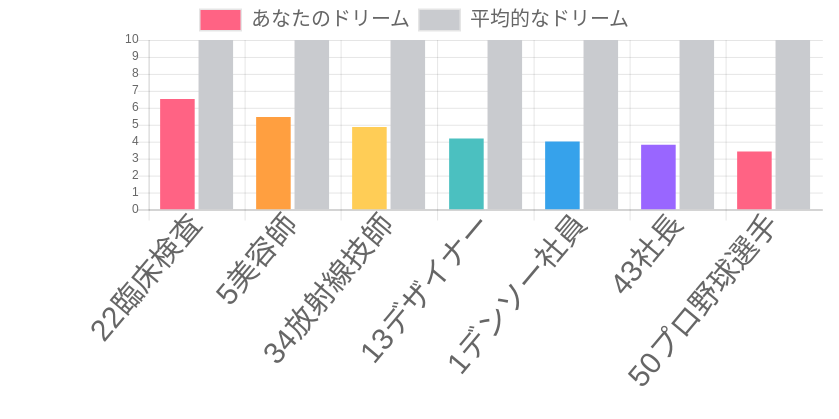 あなたのドリーム 平均的なドリーム
10
9
8
7
6
5
4
3
2
1
0
22臨床検査
5美容師
34放射線技師
13デザイナー
1デンソー社員
43社長
50プロ野球選手